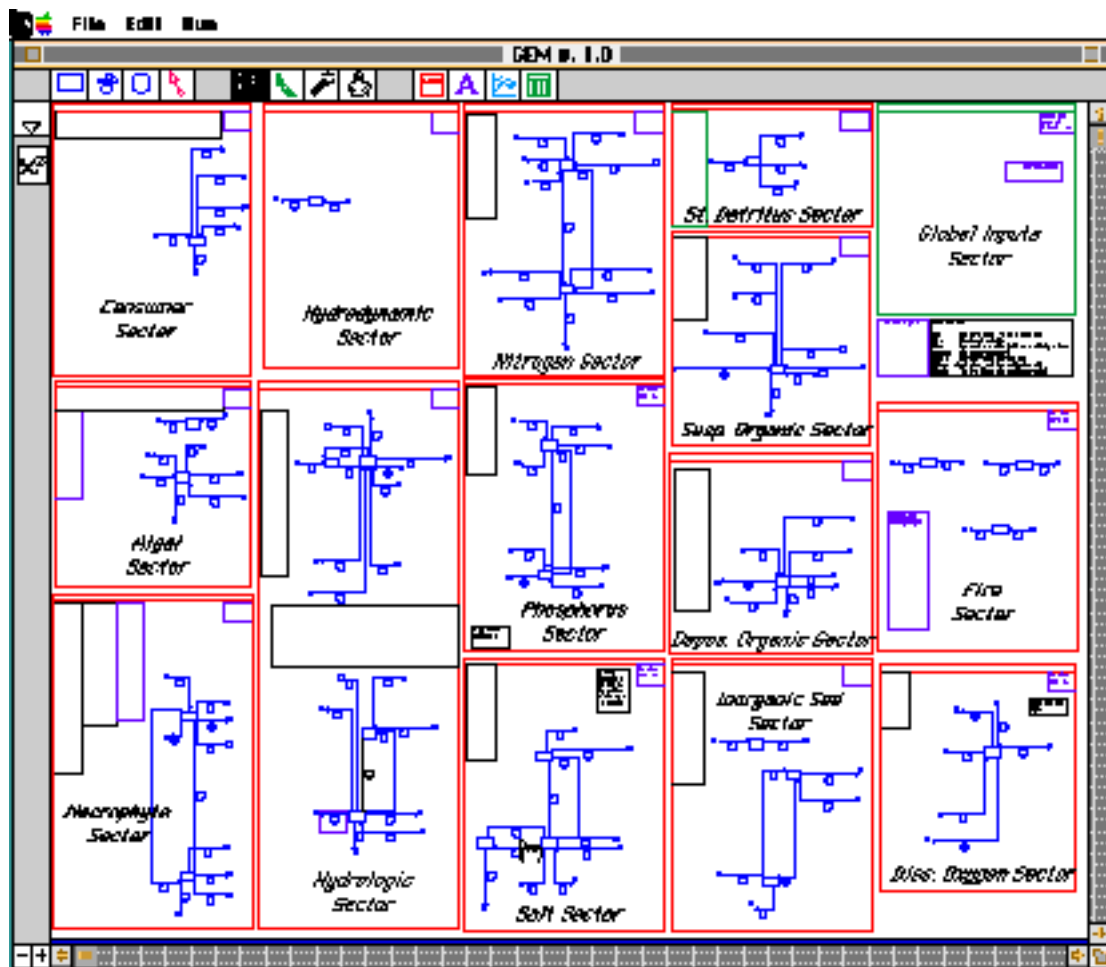 File Edit Run
GEM v. 1.0
A
St. Detritus Sector
Global Inputs
Sector
Consumer
Sector
Hydrodynamic
Sector
Nitrogen Sector
Susp. Organic Sector
Algal
Sector
Phosphorus
Sector
Depos. Organic Sector
Fire
Sector
Macrophyte
Sector
Hydrologic
Sector
Salt Sector
Inorganic Sed
Sector
Diss. Oxygen Sector